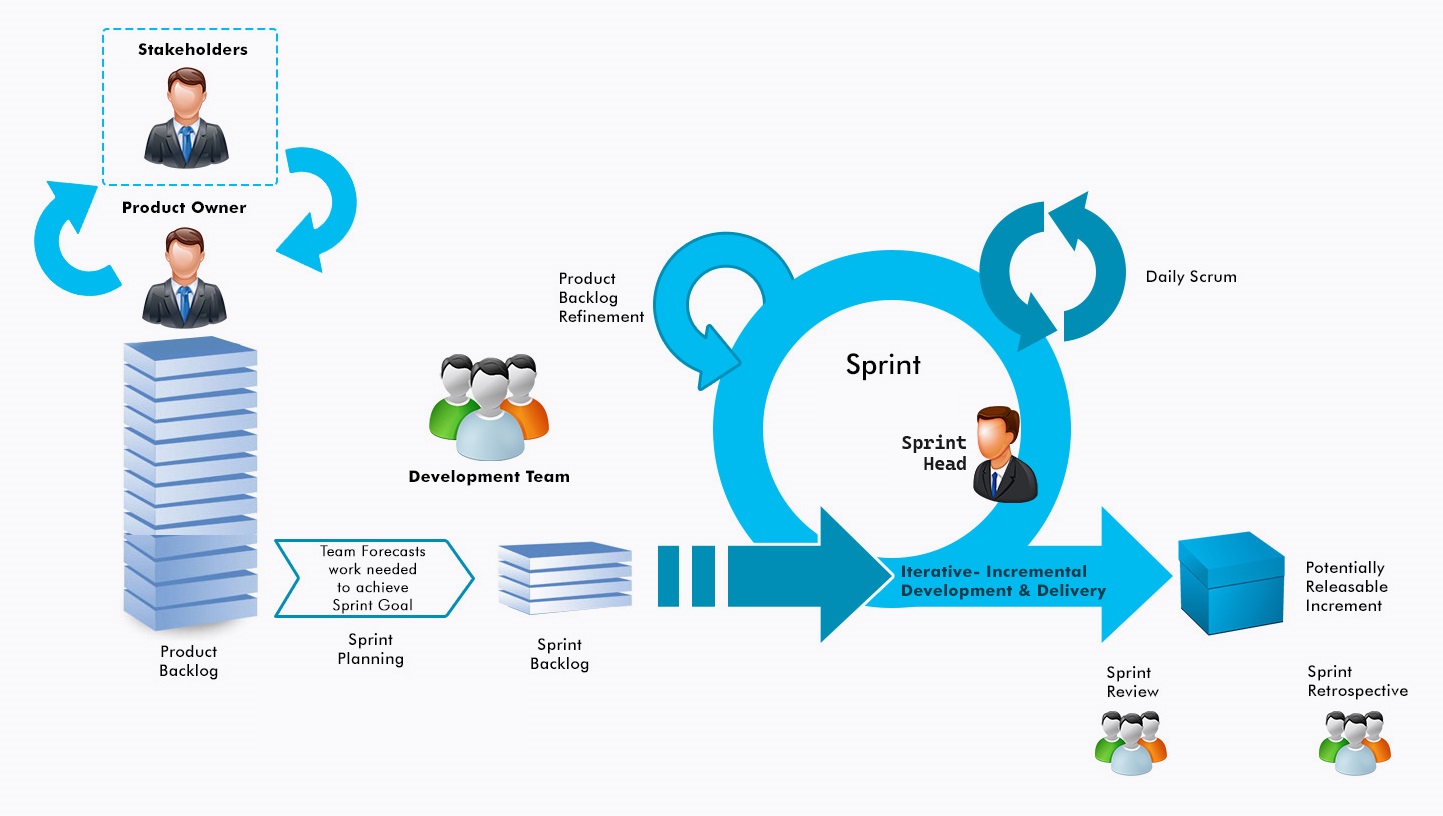 Stakeholders
Product Owner
Product
Backlog
Refinement
Daily Scrum
Sprint
Sprint
Head
Development Team
Team Forecasts
work needed
to achieve
Sprint Goal
Iterative- Incremental
Development & Delivery
Potentially
Releasable
Increment
Product
Backlog
Sprint
Planning
Sprint
Backlog
Sprint
Review
Sprint
Retrospective